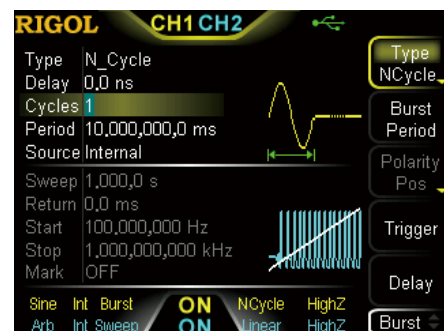 RIGOL CH1 CH2
Type N_Cycle
Delay 0.0 ns
Cycles 1
Period 10.000,000,0 ms
Source Internal
Sweep 1.000,0 s
Return 0.0 ms
Start 100.000,000 Hz
Stop 1.000,000,000 kHz
Mark OFF
Sine Int Burst ON NCycle HighZ
Arb Int Sweep ON Linear HighZ
Type
NCycle
Burst
Period
Polarity
Pos
Trigger
Delay
Burst